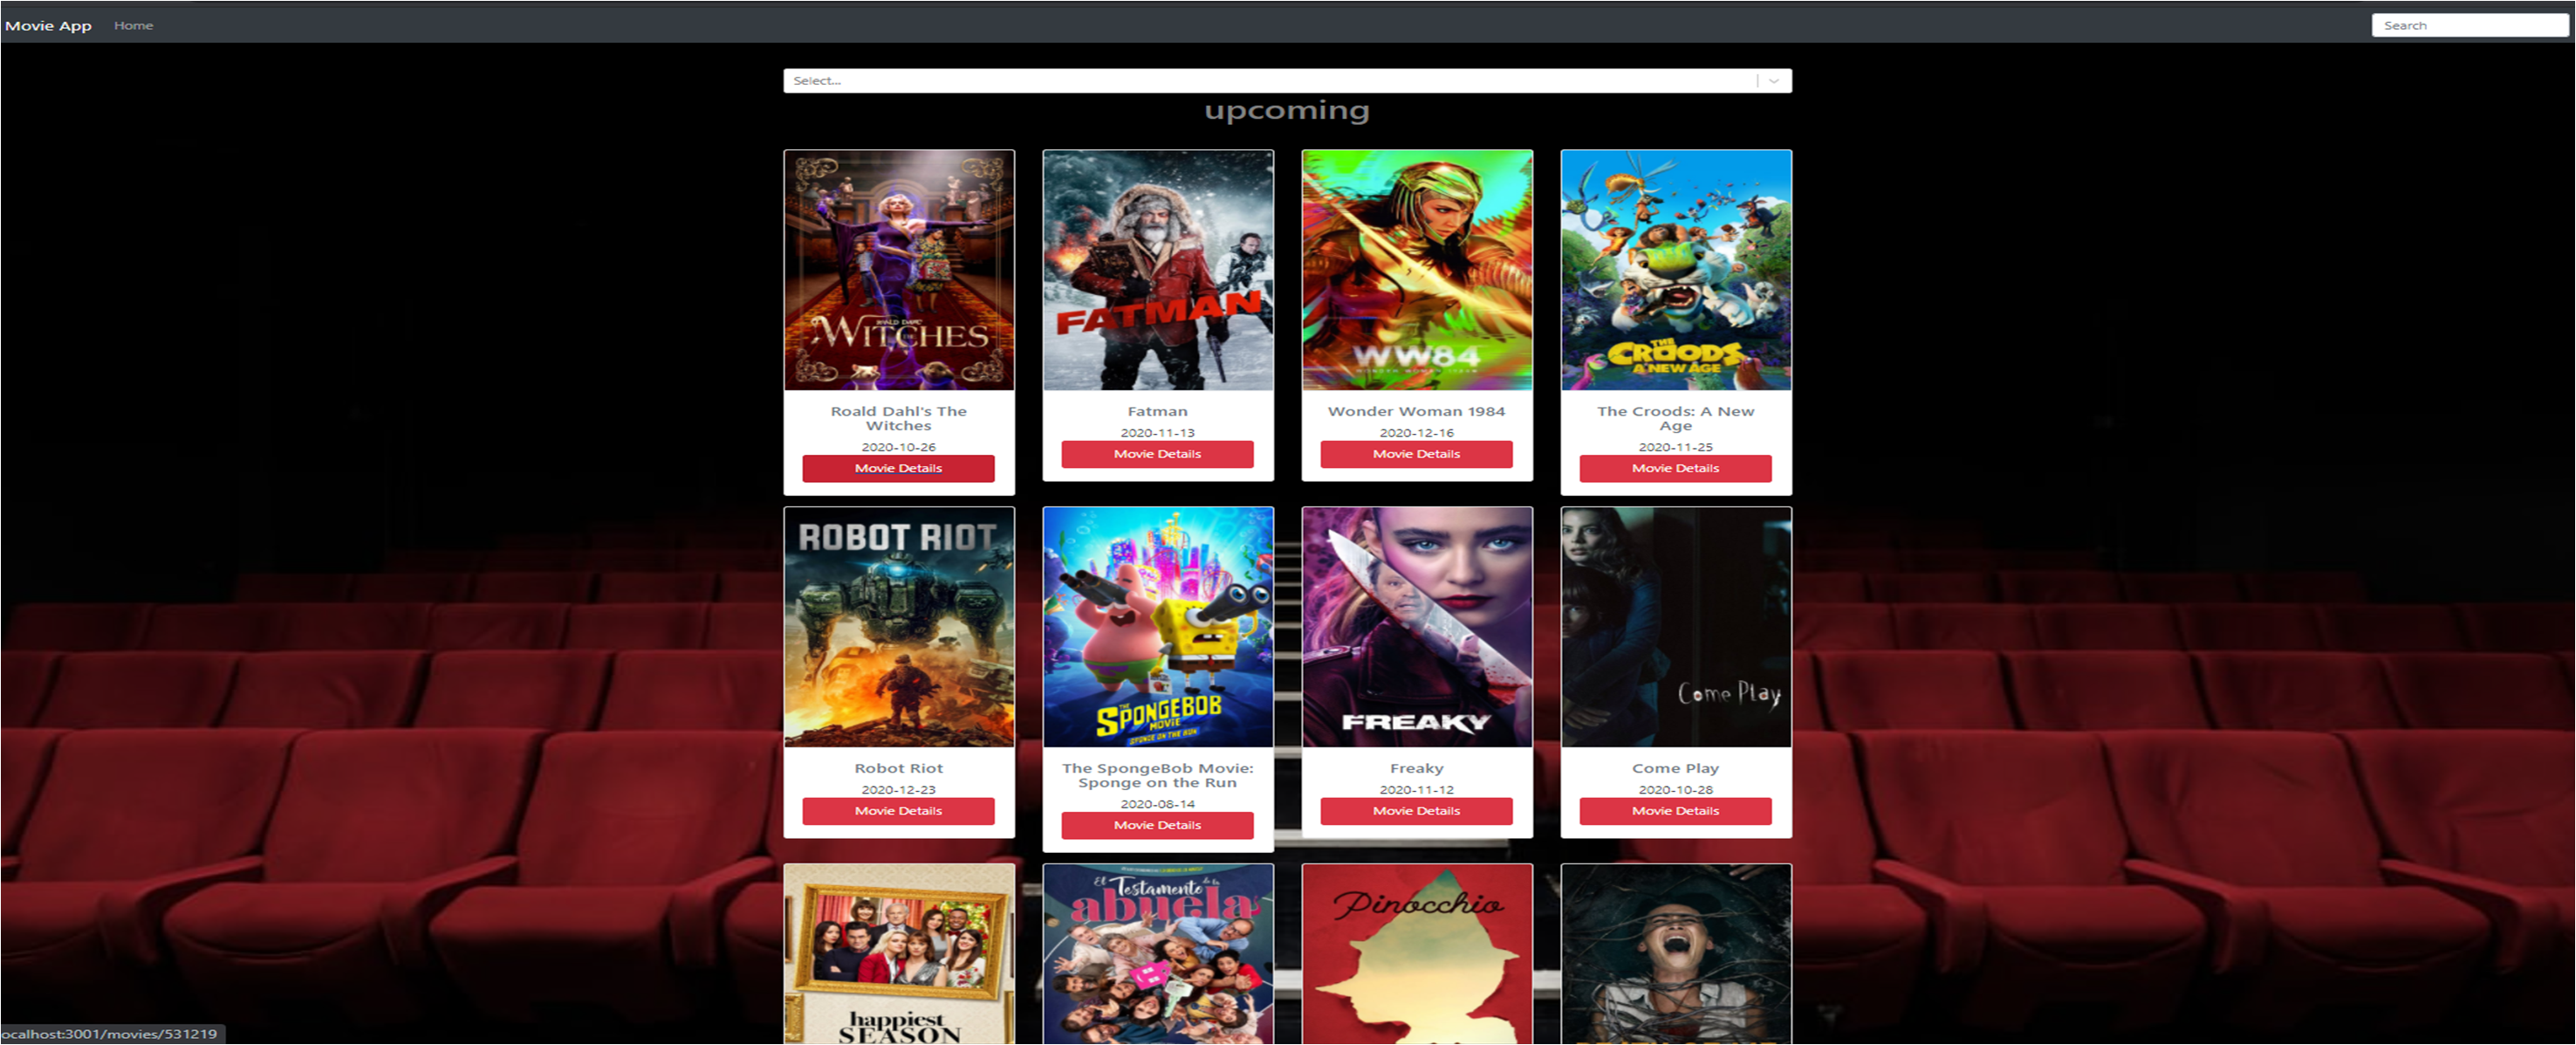 Movie App Home Search
Select...
upcoming
ROALD DAHL'S
WITCHES
FATMAN
WW84
WONDER WOMAN 1984
THE
CROODS
A NEW AGE
Roald Dahl's The
Witches
2020-10-26
Movie Details
Fatman
2020-11-13
Movie Details
Wonder Woman 1984
2020-12-16
Movie Details
The Croods: A New
Age
2020-11-25
Movie Details
ROBOT RIOT
THE
SPONGEBOB
MOVIE
SPONGE ON THE RUN
FREAKY
Come Play
Robot Riot
2020-12-23
Movie Details
The SpongeBob Movie:
Sponge on the Run
2020-08-14
Movie Details
Freaky
2020-11-12
Movie Details
Come Play
2020-10-28
Movie Details
happiest
SEASON
El Testamento de la
abuela
Pinocchio
ocalhost:3001/movies/531219